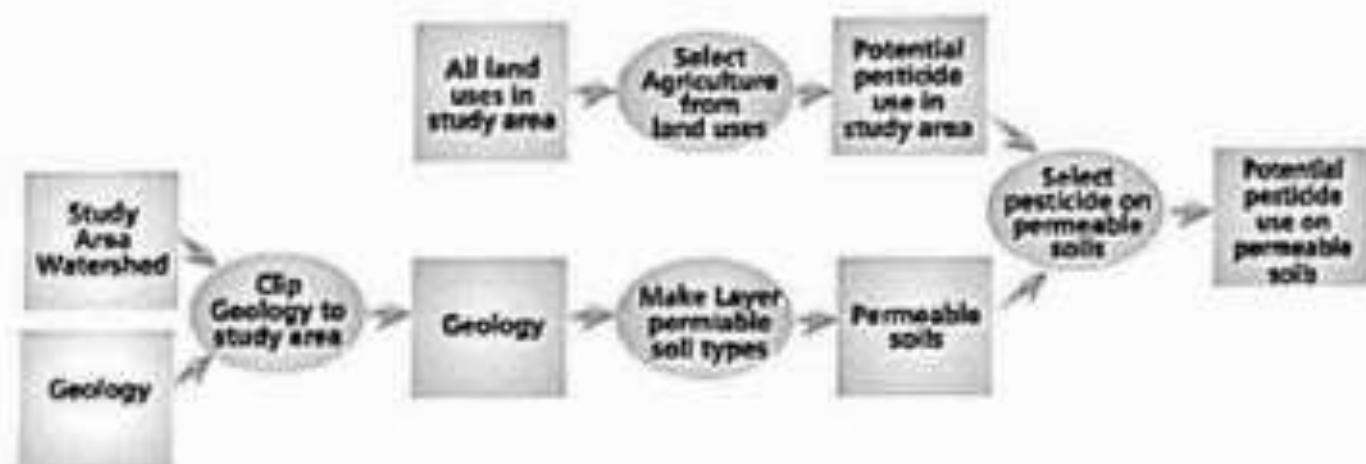 All land
uses in
study area
Select
Agriculture
from
land uses
Potential
pesticide
use in
study area
Study
Area
Watershed
Geology
Clip
Geology to
study area
Geology
Make Layer
permiable
soil types
Permeable
soils
Select
pesticide on
permeable
soils
Potential
pesticide
use on
permeable
soils